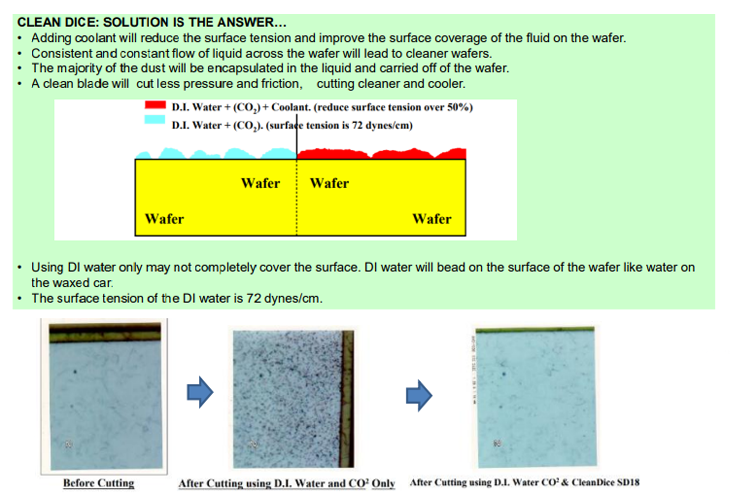 CLEAN DICE: SOLUTION IS THE ANSWER…
• Adding coolant will reduce the surface tension and improve the surface coverage of the fluid on the wafer.
• Consistent and constant flow of liquid across the wafer will lead to cleaner wafers.
• The majority of the dust will be encapsulated in the liquid and carried off of the wafer.
• A clean blade will cut less pressure and friction, cutting cleaner and cooler.
D.I. Water + (CO₂) + Coolant. (reduce surface tension over 50%)
D.I. Water + (CO₂). (surface tension is 72 dynes/cm)
Wafer Wafer
Wafer Wafer
• Using DI water only may not completely cover the surface. DI water will bead on the surface of the wafer like water on
the waxed car.
• The surface tension of the DI water is 72 dynes/cm.
Before Cutting
After Cutting using D.I. Water and CO² Only
After Cutting using D.I. Water CO² & CleanDice SD18